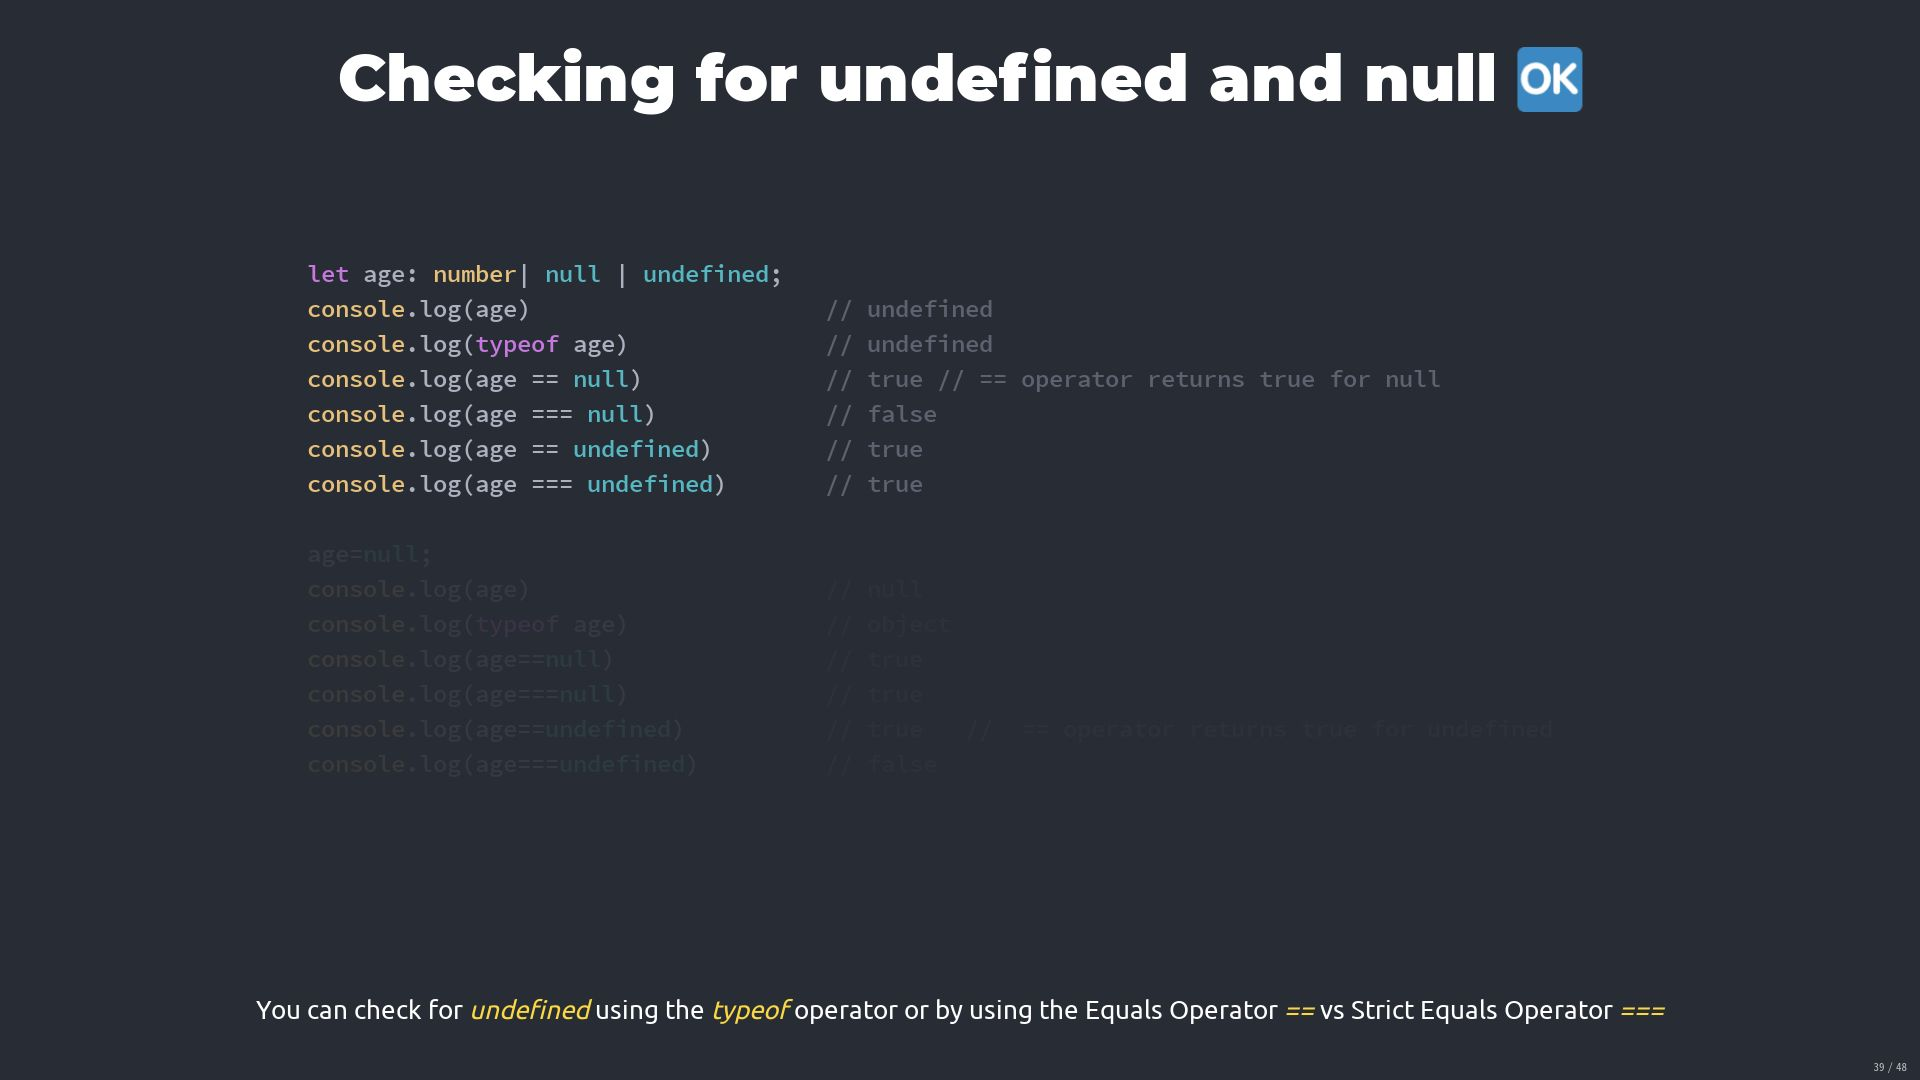 Checking for undefined and null 🆗
let age: number| null | undefined;
console.log(age) // undefined
console.log(typeof age) // undefined
console.log(age == null) // true // == operator returns true for null
console.log(age === null) // false
console.log(age == undefined) // true
console.log(age === undefined) // true
age=null;
console.log(age) // null
console.log(typeof age) // object
console.log(age==null) // true
console.log(age===null) // true
console.log(age==undefined) // true // == operator returns true for undefined
console.log(age===undefined) // false
You can check for undefined using the typeof operator or by using the Equals Operator == vs Strict Equals Operator ===
39 / 48